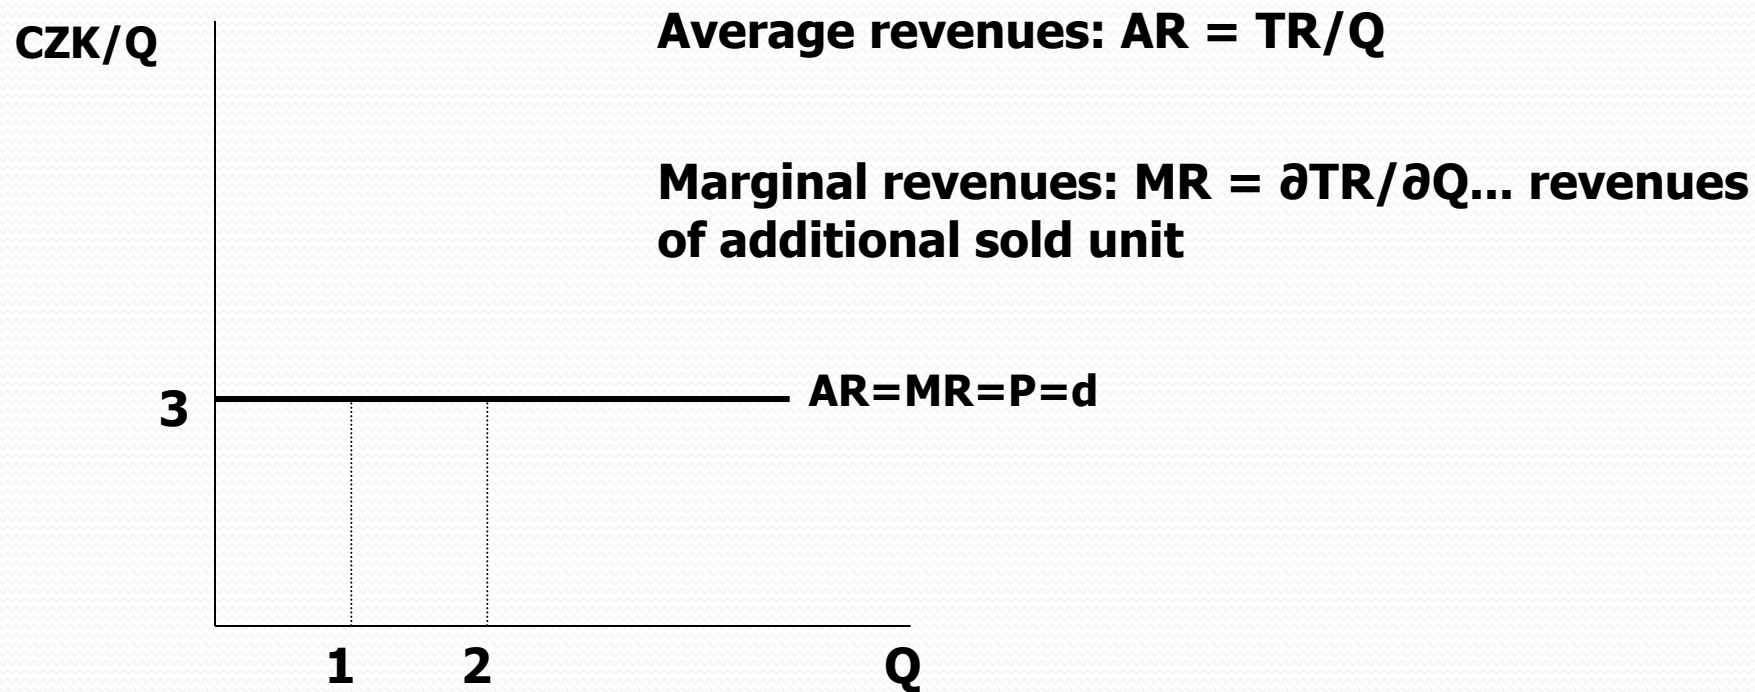 CZK/Q
Average revenues: AR = TR/Q
Marginal revenues: MR = ∂TR/∂Q... revenues
of additional sold unit
3
AR=MR=P=d
1
2
Q